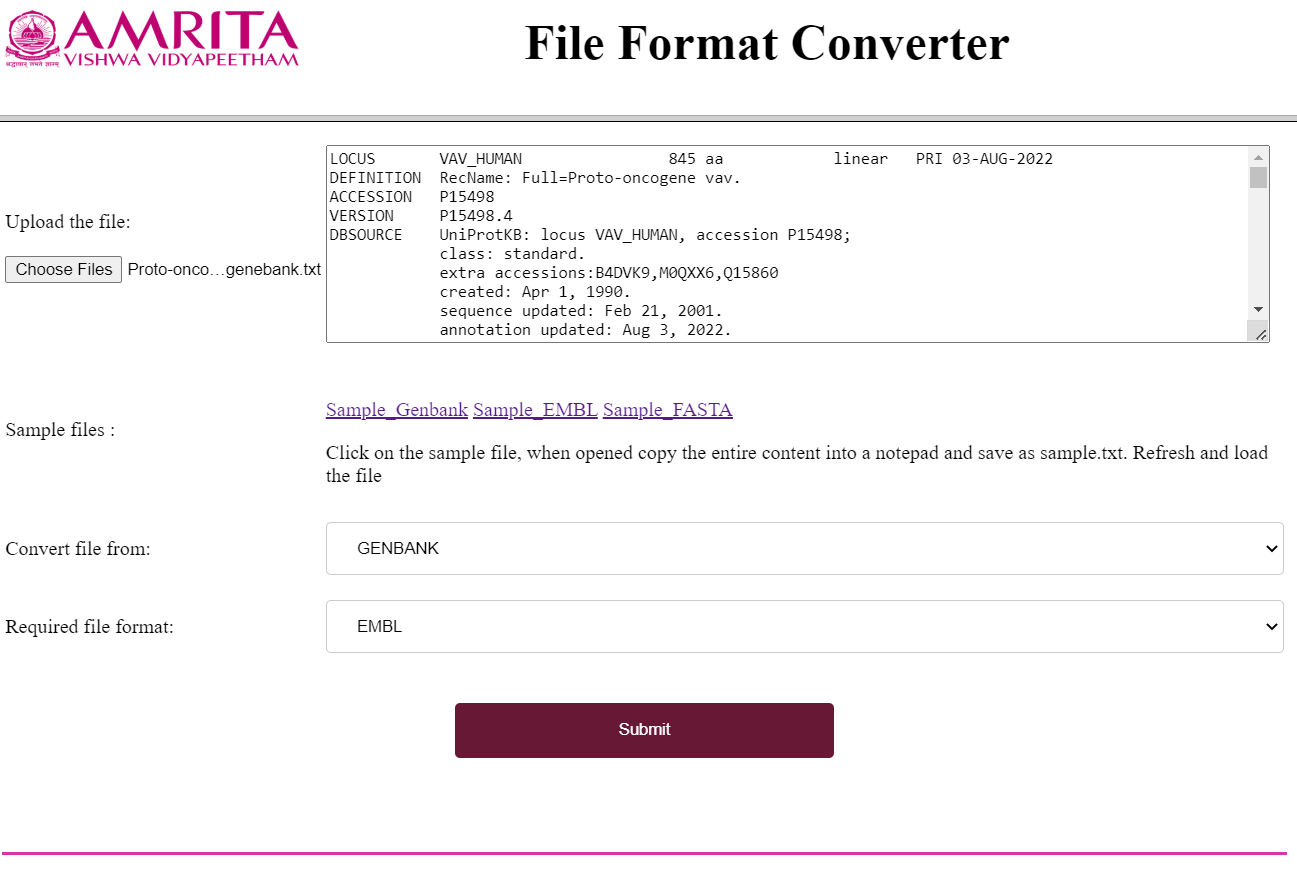 AMRITA
VISHWA VIDYAPEETHAM
File Format Converter
LOCUS       VAV_HUMAN                845 aa            linear   PRI 03-AUG-2022
DEFINITION  RecName: Full=Proto-oncogene vav.
ACCESSION   P15498
VERSION     P15498.4
DBSOURCE    UniProtKB: locus VAV_HUMAN, accession P15498;
            class: standard.
            extra accessions:B4DVK9,M0QXX6,Q15860
            created: Apr 1, 1990.
            sequence updated: Feb 21, 2001.
            annotation updated: Aug 3, 2022.
Upload the file:
Choose Files Proto-onco…genebank.txt
Sample files :
Sample_Genbank Sample_EMBL Sample_FASTA
Click on the sample file, when opened copy the entire content into a notepad and save as sample.txt. Refresh and load
the file
Convert file from:
GENBANK
Required file format:
EMBL
Submit